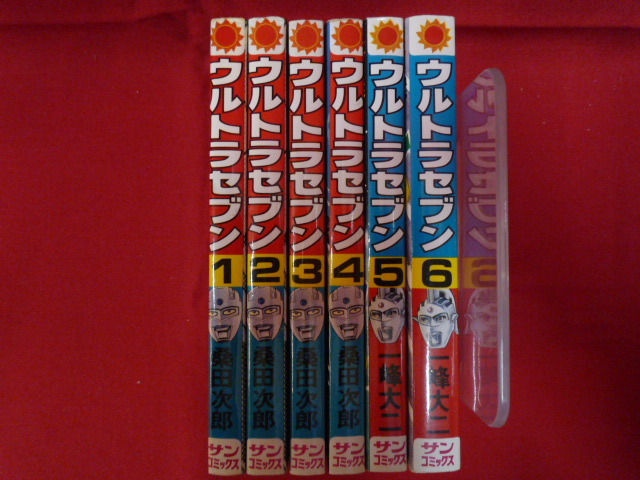 ウルトラセブン
1
桑田次郎
サン
コミックス
ウルトラセブン
2
桑田次郎
サン
コミックス
ウルトラセブン
3
桑田次郎
サン
コミックス
ウルトラセブン
4
桑田次郎
サン
コミックス
ウルトラセブン
5
一峰大二
サン
コミックス
ウルトラセブン
6
一峰大二
サン
コミックス